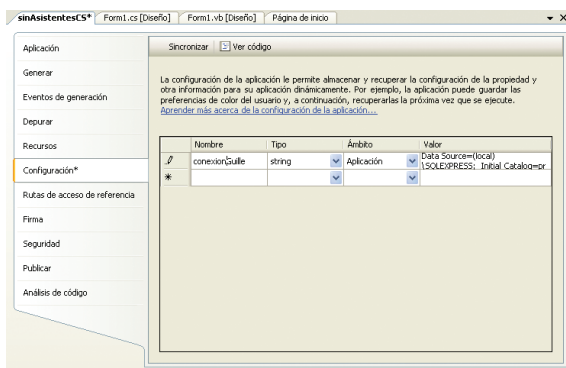 sinAsistentesCS* Form1.cs [Diseño] Form1.vb [Diseño] Página de inicio
Aplicación
Generar
Eventos de generación
Depurar
Recursos
Configuración*
Rutas de acceso de referencia
Firma
Seguridad
Publicar
Análisis de código
Sincronizar Ver código
La configuración de la aplicación le permite almacenar y recuperar la configuración de la propiedad y
otra información para su aplicación dinámicamente. Por ejemplo, la aplicación puede guardar las
preferencias de color del usuario y, a continuación, recuperarlas la próxima vez que se ejecute.
Aprender más acerca de la configuración de la aplicación...
Nombre Tipo Ámbito Valor
conexionGuille string Aplicación Data Source=(local)
\SQLEXPRESS; Initial Catalog=pr